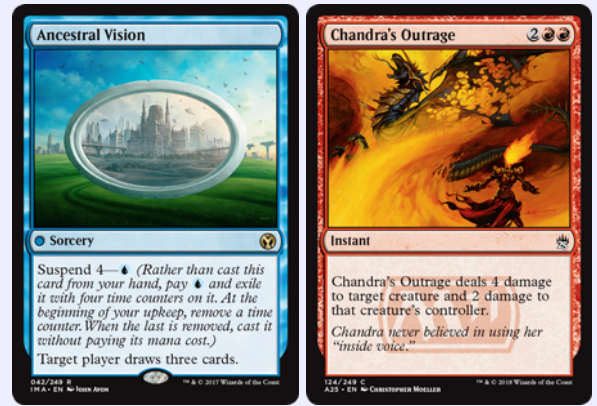 Ancestral Vision
Sorcery
Suspend 4— (Rather than cast this
card from your hand, pay and exile
it with four time counters on it. At the
beginning of your upkeep, remove a time
counter. When the last is removed, cast it
without paying its mana cost.)
Target player draws three cards.
042/249 R
IMA • EN JOHN AVON
™ & © 2017 Wizards of the Coast
Chandra's Outrage 2
Instant
Chandra's Outrage deals 4 damage
to target creature and 2 damage to
that creature's controller.
Chandra never believed in using her
"inside voice."
124/249 C
A25 • EN CHRISTOPHER MOELLER
™ & © 2018 Wizards of the Coast